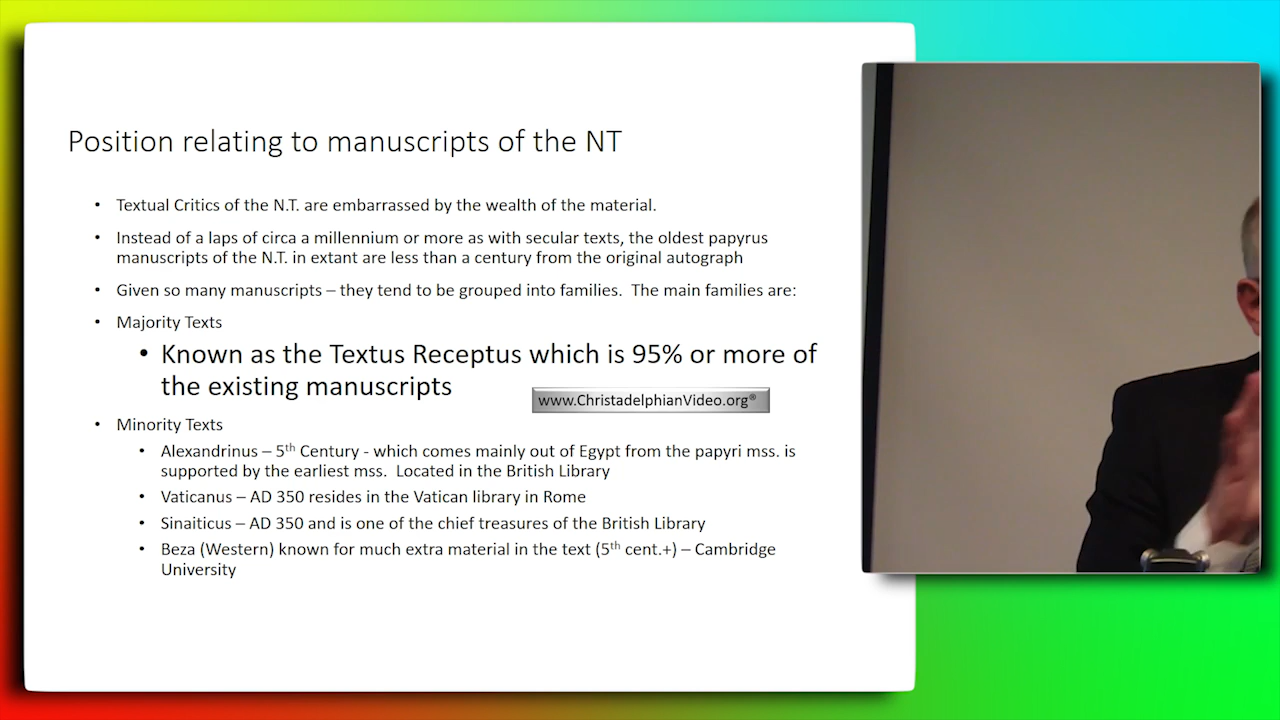 Position relating to manuscripts of the NT
• Textual Critics of the N.T. are embarrassed by the wealth of the material.
• Instead of a laps of circa a millennium or more as with secular texts, the oldest papyrus
manuscripts of the N.T. in extant are less than a century from the original autograph
• Given so many manuscripts – they tend to be grouped into families.  The main families are:
• Majority Texts
• Known as the Textus Receptus which is 95% or more of
the existing manuscripts
www.ChristadelphianVideo.org®
• Minority Texts
• Alexandrinus – 5th Century - which comes mainly out of Egypt from the papyri mss. is
supported by the earliest mss.  Located in the British Library
• Vaticanus – AD 350 resides in the Vatican library in Rome
• Sinaiticus – AD 350 and is one of the chief treasures of the British Library
• Beza (Western) known for much extra material in the text (5th cent.+) – Cambridge
University